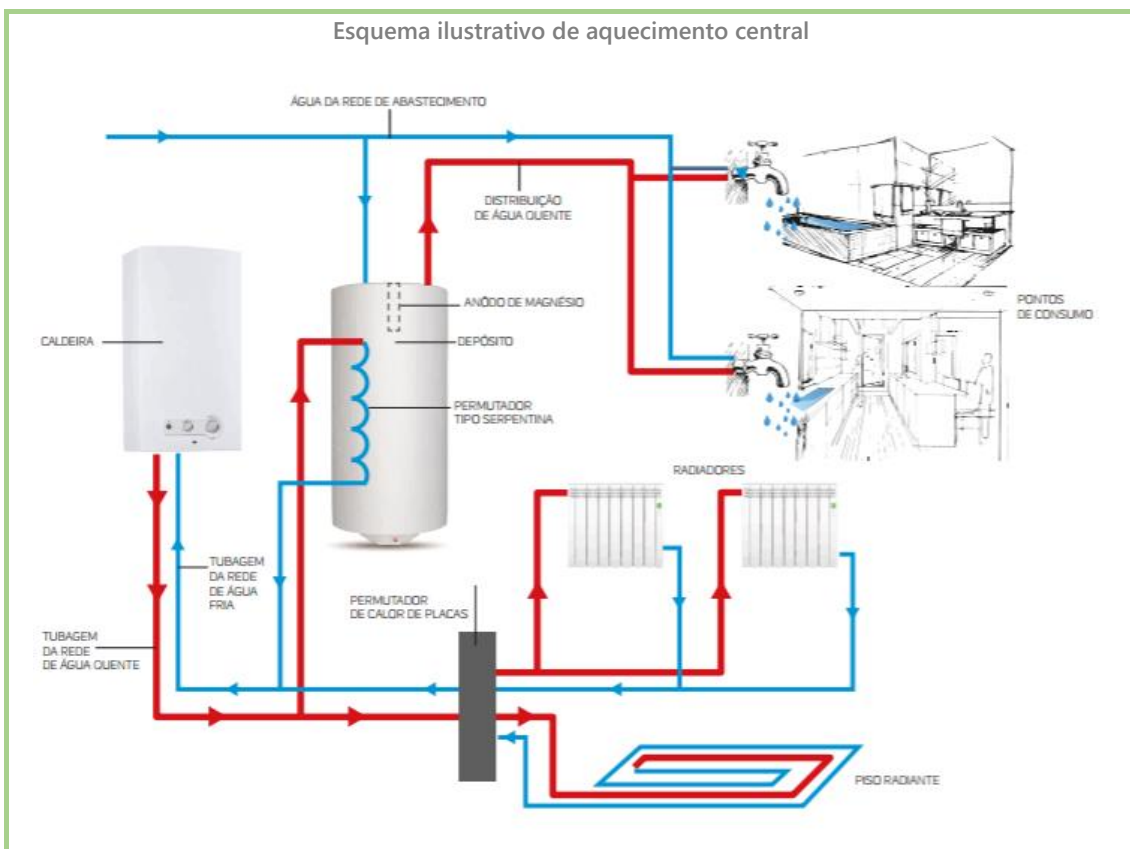 Esquema ilustrativo de aquecimento central
ÁGUA DA REDE DE ABASTECIMENTO
DISTRIBUIÇÃO
DE ÁGUA QUENTE
ANÔDO DE MAGNÉSIO
PONTOS
DE CONSUMO
CALDEIRA
DEPÓSITO
PERMUTADOR
TIPO SERPENTINA
RADIADORES
TUBAGEM
DA REDE
DE ÁGUA
FRIA
PERMUTADOR
DE CALOR DE PLACAS
TUBAGEM
DA REDE
DE ÁGUA QUENTE
PISO RADIANTE